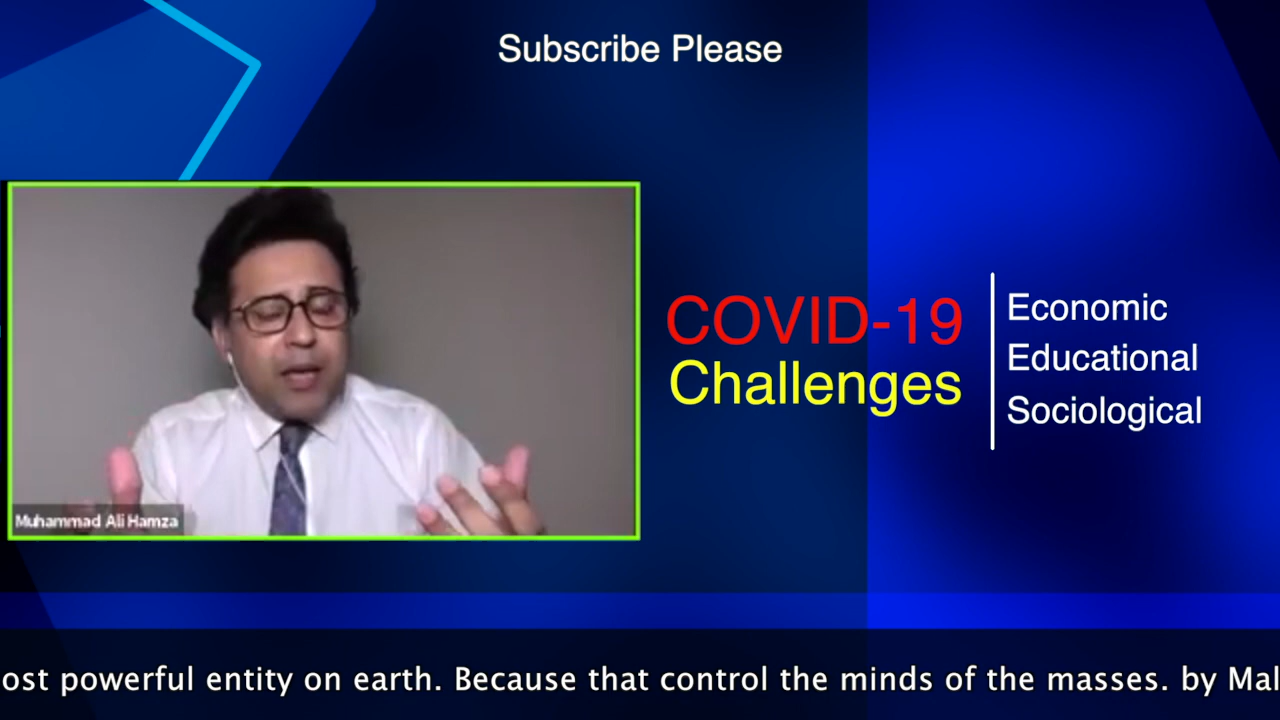 Subscribe Please
COVID-19
Challenges
Economic
Educational
Sociological
Muhammad Ali Hamza
ost powerful entity on earth. Because that control the minds of the masses. by Mal